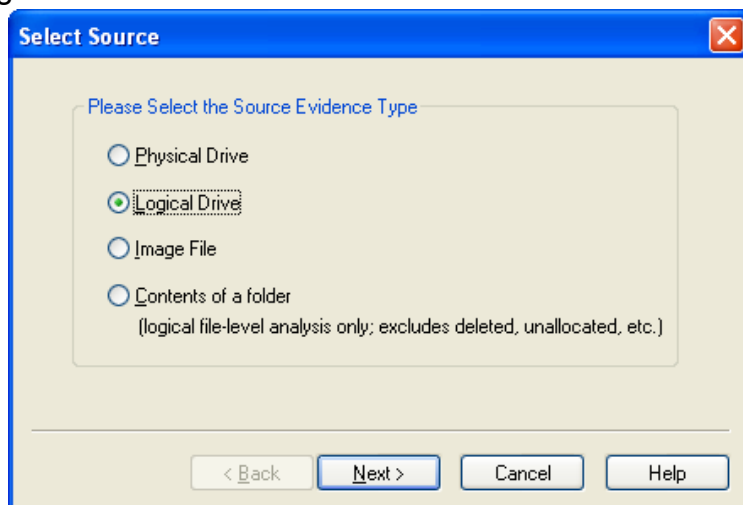 Select Source
Please Select the Source Evidence Type
Physical Drive
Logical Drive
Image File
Contents of a folder
(logical file-level analysis only; excludes deleted, unallocated, etc.)
< Back Next > Cancel Help